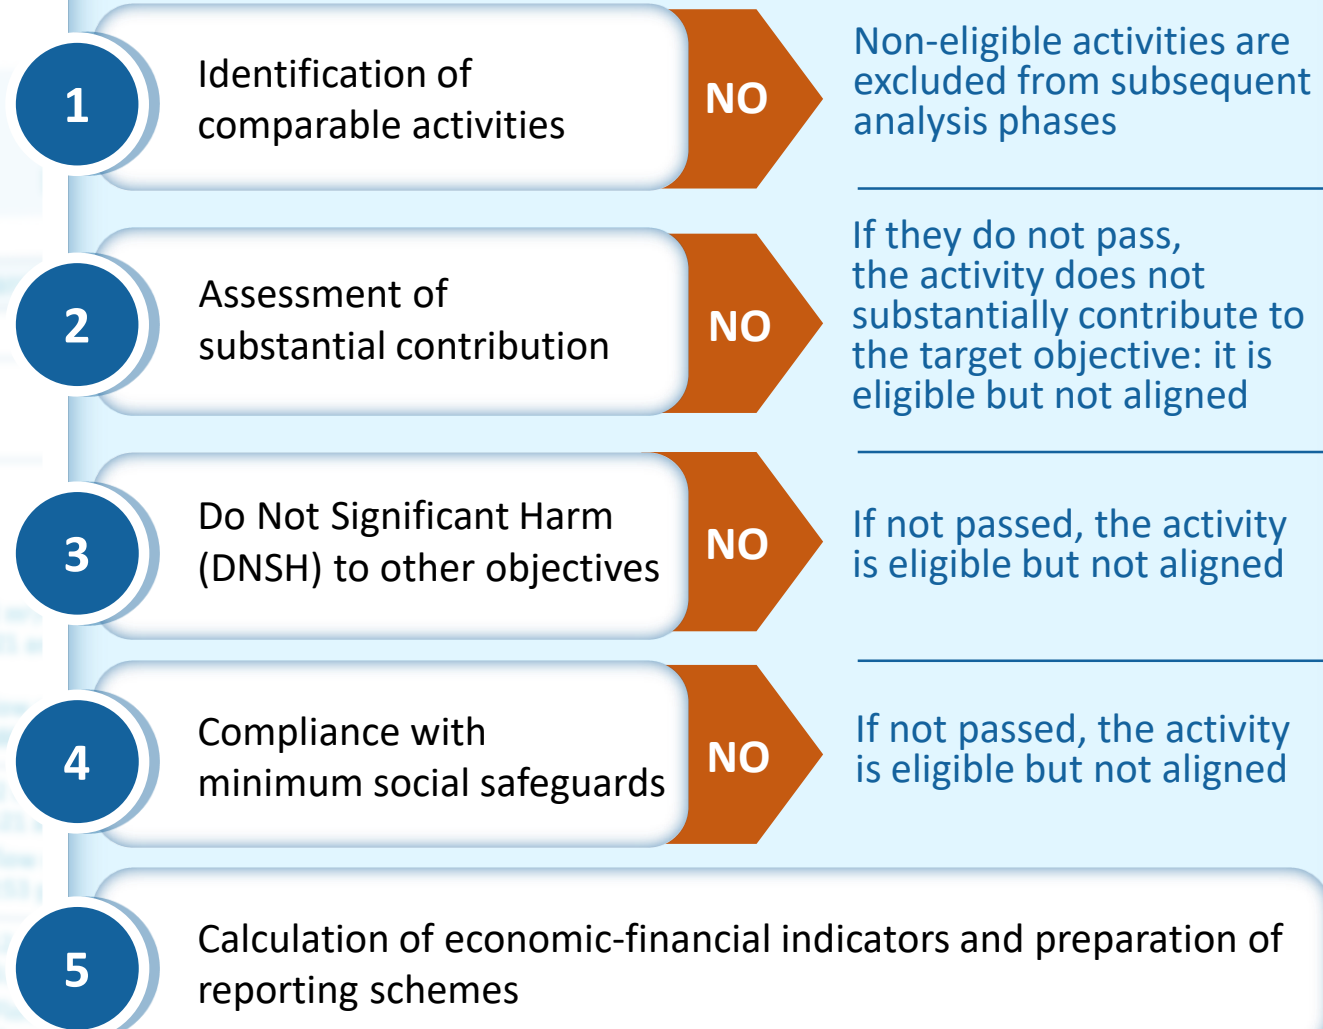 1
Identification of
comparable activities
NO
Non-eligible activities are
excluded from subsequent
analysis phases
2
Assessment of
substantial contribution
NO
If they do not pass,
the activity does not
substantially contribute to
the target objective: it is
eligible but not aligned
3
Do Not Significant Harm
(DNSH) to other objectives
NO
If not passed, the activity
is eligible but not aligned
4
Compliance with
minimum social safeguards
NO
If not passed, the activity
is eligible but not aligned
5
Calculation of economic-financial indicators and preparation of
reporting schemes